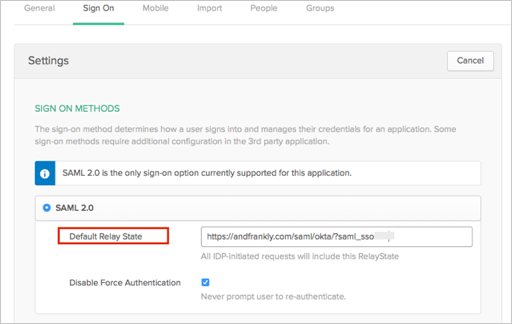 General Sign On Mobile Import People Groups
Settings Cancel
SIGN ON METHODS
The sign-on method determines how a user signs into and manages their credentials for an application. Some
sign-on methods require additional configuration in the 3rd party application.
SAML 2.0 is the only sign-on option currently supported for this application.
SAML 2.0
Default Relay State https://andfrankly.com/saml/okta/?saml_sso
All IDP-initiated requests will include this RelayState
Disable Force Authentication
Never prompt user to re-authenticate.